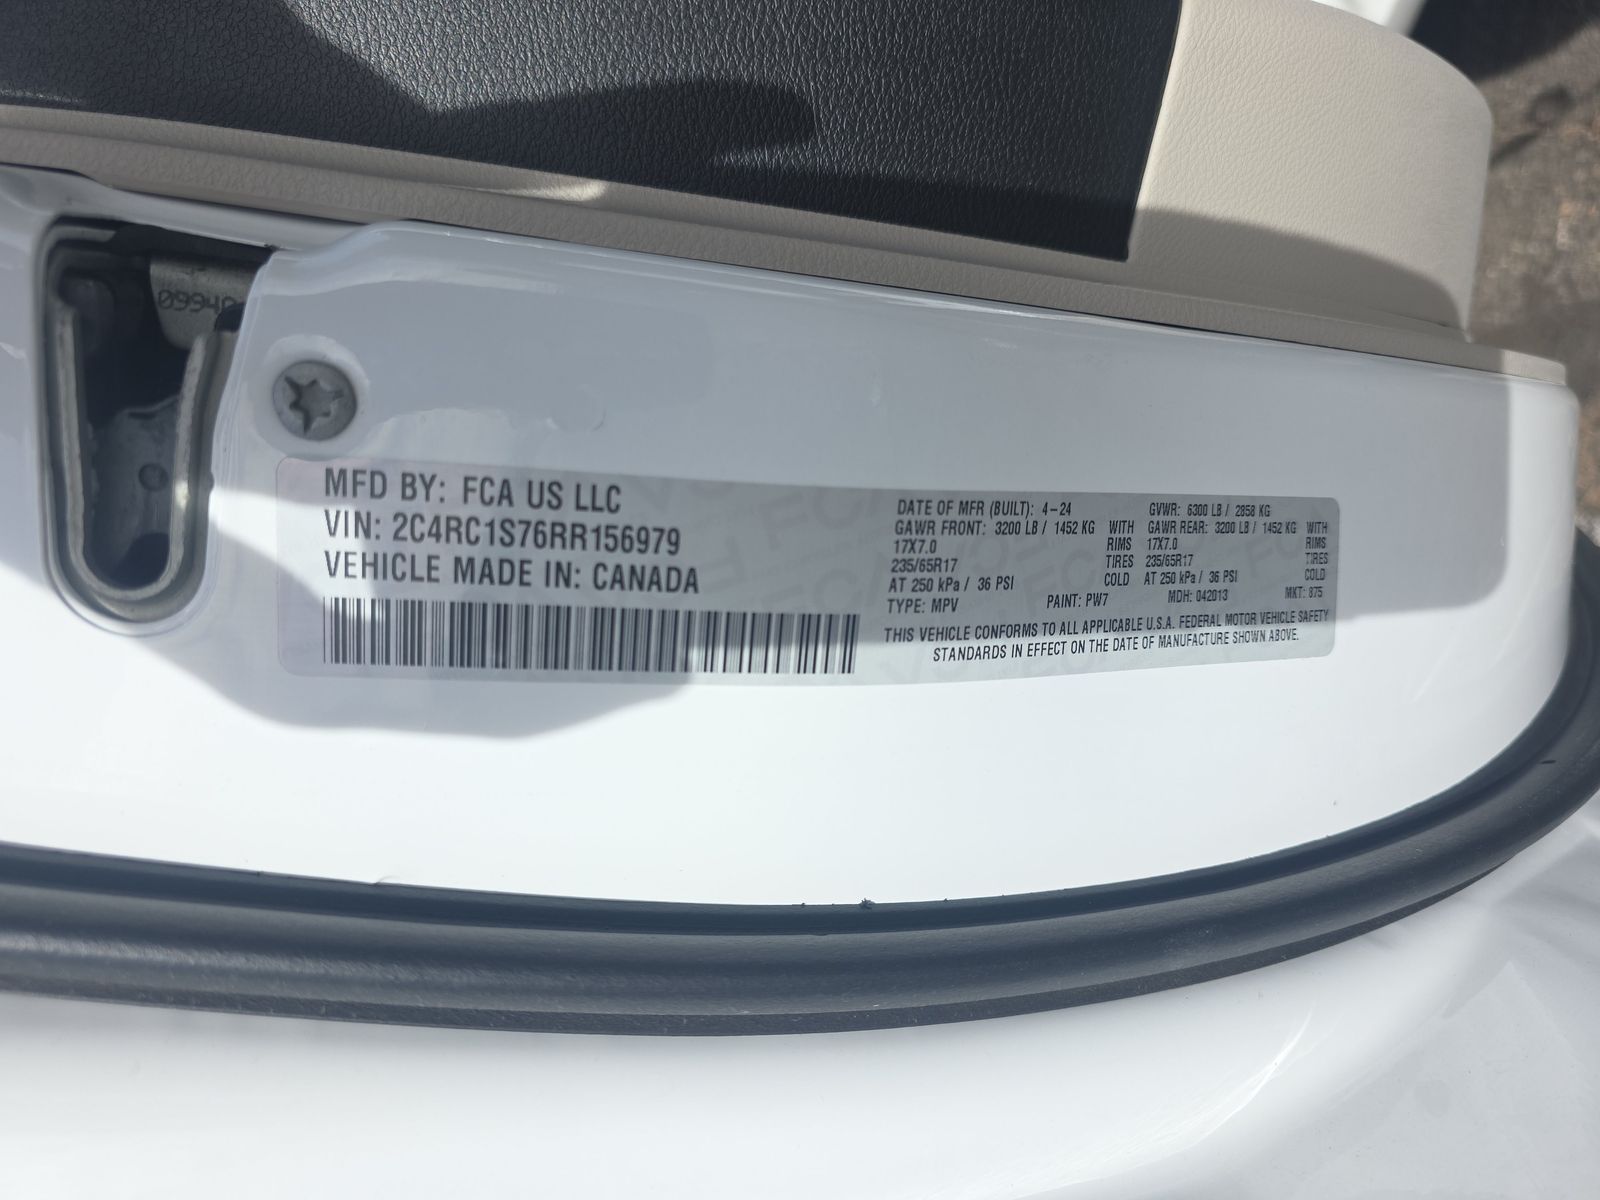 0994
MFD BY: FCA US LLC
VIN: 2C4RC1S76RR156979
VEHICLE MADE IN: CANADA
DATE OF MFR (BUILT): 4-24 GVWR: 6300 LB / 2858 KG
GAWR FRONT: 3200 LB / 1452 KG WITH GAWR REAR: 3200 LB / 1452 KG WITH
17X7.0 RIMS 17X7.0 RIMS
235/65R17 TIRES 235/65R17 TIRES
AT 250 kPa / 36 PSI COLD AT 250 kPa / 36 PSI COLD
TYPE: MPV PAINT: PW7 MDH: 042013 MKT: 875
THIS VEHICLE CONFORMS TO ALL APPLICABLE U.S.A. FEDERAL MOTOR VEHICLE SAFETY
STANDARDS IN EFFECT ON THE DATE OF MANUFACTURE SHOWN ABOVE.